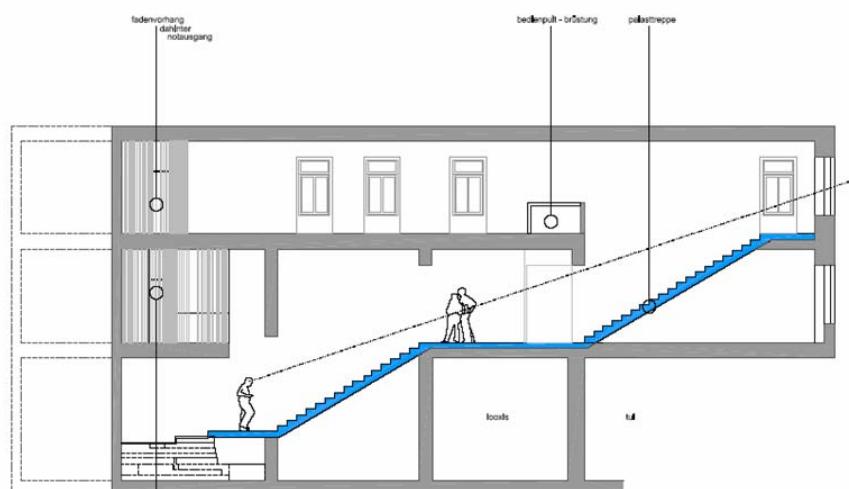 fadenvorhang
dahinter
notausgang
bedienpult - brüstung
palasttreppe
looxis
tull